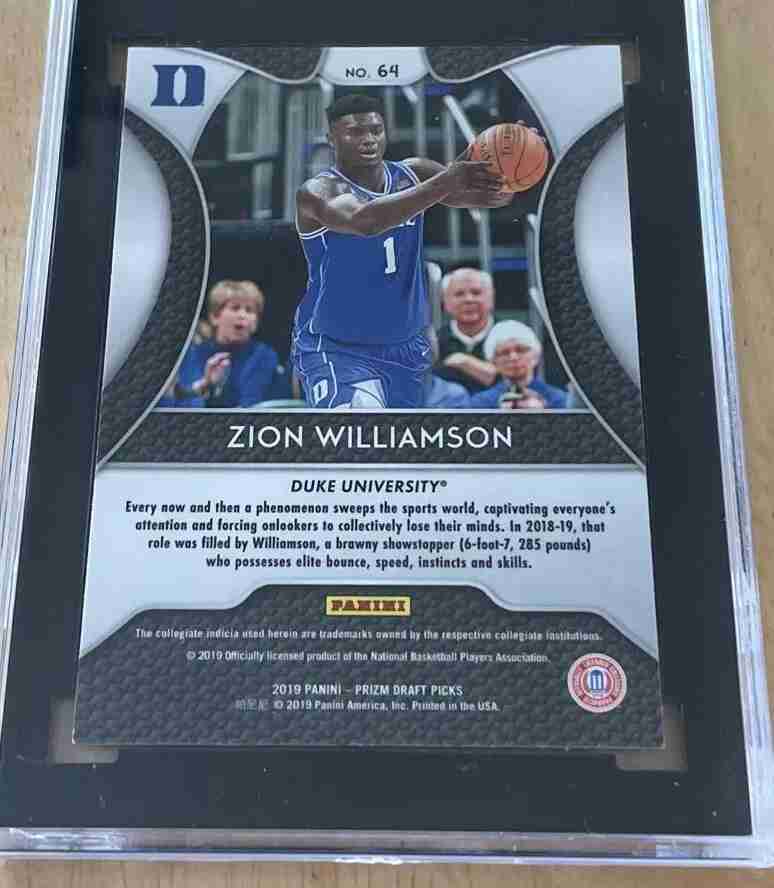 D
NO. 64
1
D
ZION WILLIAMSON
DUKE UNIVERSITY®
Every now and then a phenomenon sweeps the sports world, captivating everyone's
attention and forcing onlookers to collectively lose their minds. In 2018-19, that
role was filled by Williamson, a brawny showstopper (6-foot-7, 285 pounds)
who possesses elite bounce, speed, instincts and skills.
PANINI
The collegiate indicia used herein are trademarks owned by the respective collegiate institutions.
© 2019 Officially licensed product of the National Basketball Players Association.
2019 PANINI – PRIZM DRAFT PICKS
帕尼尼 © 2019 Panini America, Inc. Printed in the USA.